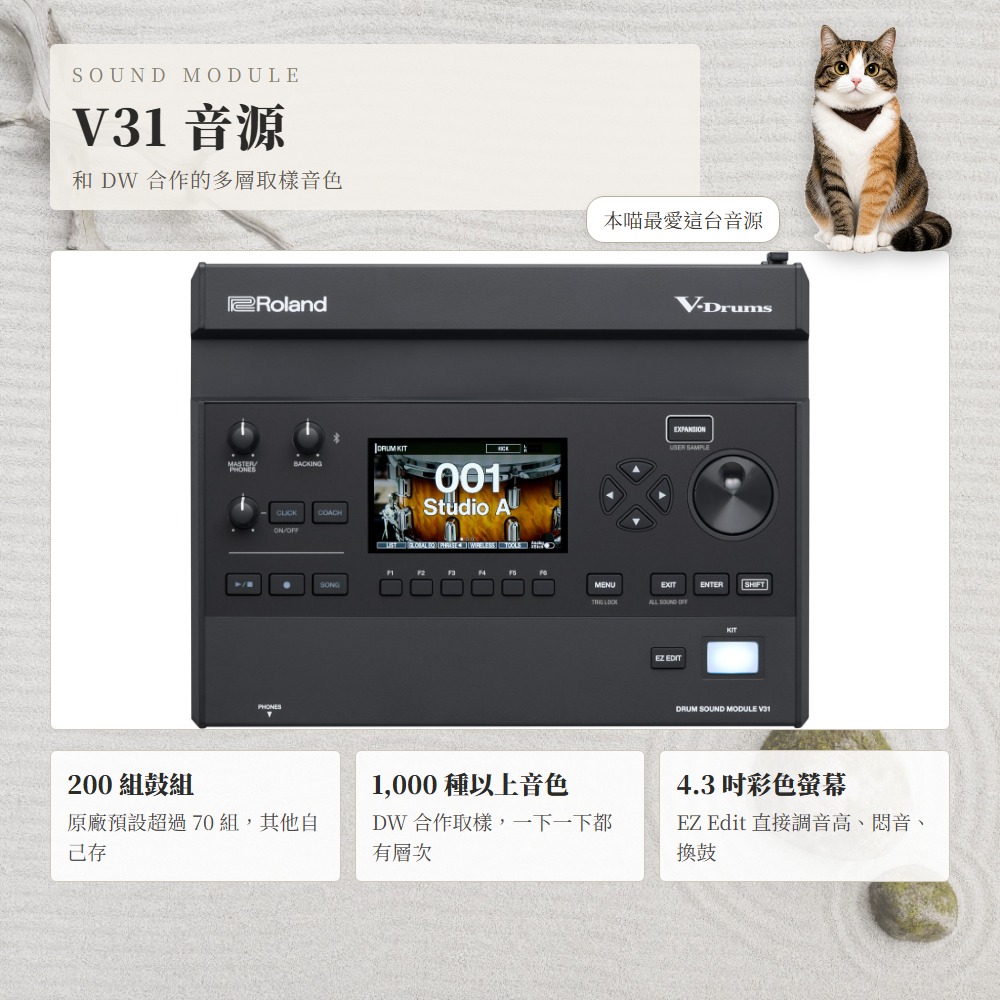 SOUND MODULE
V31 音源
和 DW 合作的多層取樣音色
本喵最愛這台音源
Roland
V-Drums
EXPANSION
USER SAMPLE
MASTER/
PHONES
BACKING
DRUM KIT
KICK
001
Studio A
CLICK
COACH
ON/OFF
LIST
GLOBAL EQ
PHRASE
WIRELESS
TOOLS
F1
F2
F3
F4
F5
F6
SONG
MENU
EXIT
ENTER
SHIFT
TRIG LOCK
ALL SOUND OFF
KIT
EZ EDIT
PHONES
DRUM SOUND MODULE V31
200 組鼓組
原廠預設超過 70 組，其他自
己存
1,000 種以上音色
DW 合作取樣，一下一下都
有層次
4.3 吋彩色螢幕
EZ Edit 直接調音高、悶音、
換鼓